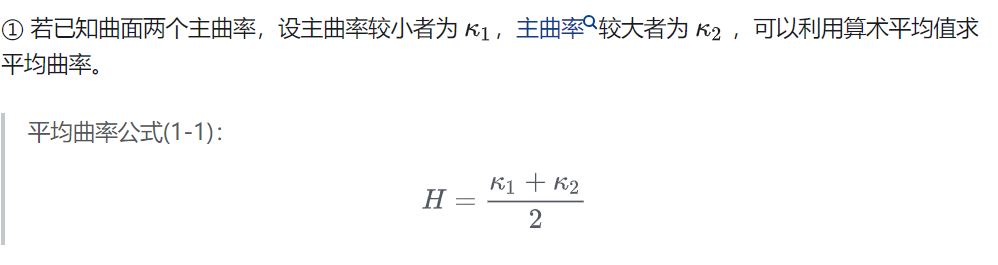 ① 若已知曲面两个主曲率，设主曲率较小者为 κ₁，主曲率较大者为 κ₂ ，可以利用算术平均值求
平均曲率。
平均曲率公式(1-1)：
H = (κ₁ + κ₂) / 2